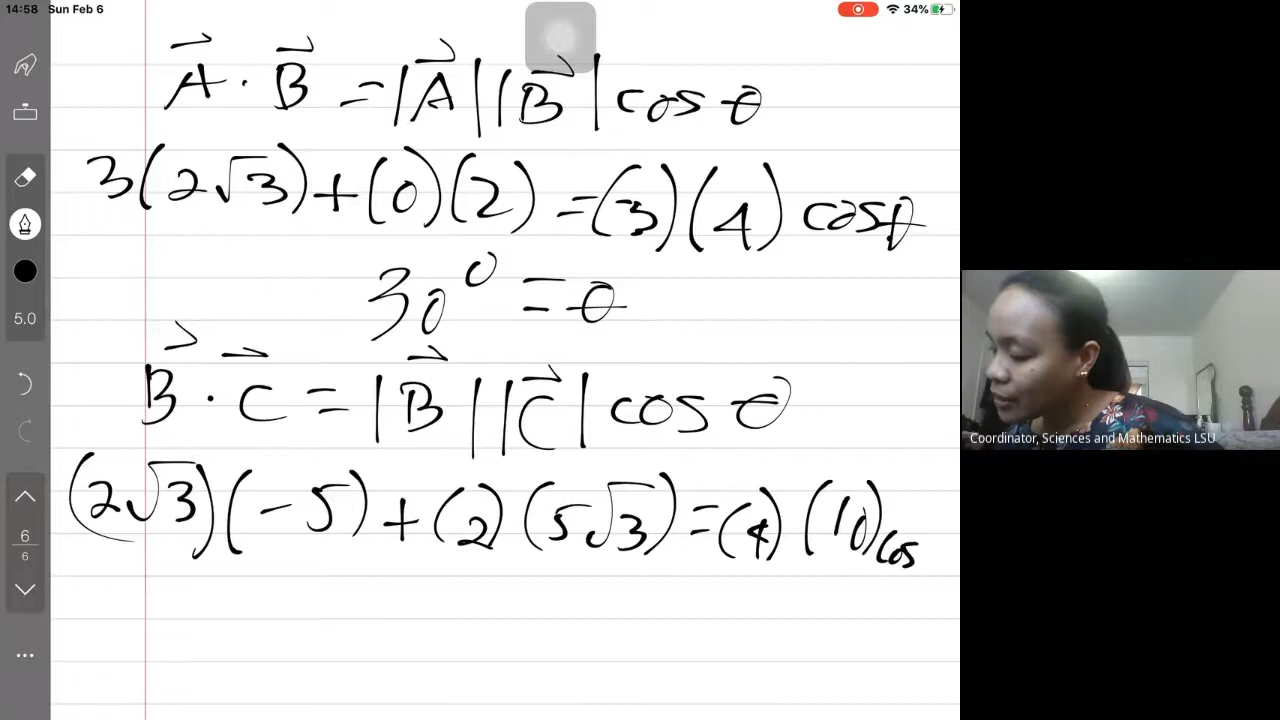 14:58 Sun Feb 6
34%
A⃗ · B⃗ = |A⃗| |B⃗| cos θ
3(2√3) + (0)(2) = (3)(4) cosθ
30° = θ
5.0
B⃗ · C⃗ = |B⃗| |C⃗| cos θ
Coordinator, Sciences and Mathematics LSU
(2√3)(-5) + (2)(5√3) = (4)(10)cos
6
6